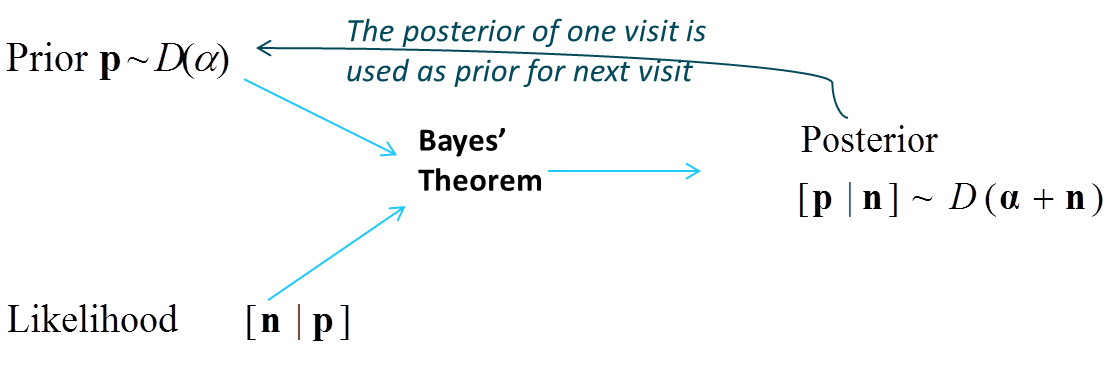 Prior p ~ D(α)
The posterior of one visit is
used as prior for next visit
Bayes’
Theorem
Posterior
[p | n] ~ D(α + n)
Likelihood [n | p]